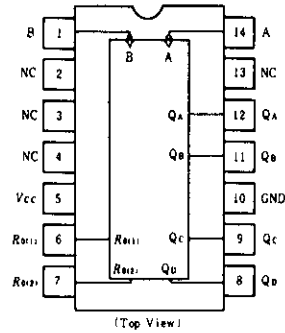 B 1 14 A
B A
NC 2 13 NC
NC 3 QA 12 QA
NC 4 QB 11 QB
Vcc 5 10 GND
R0(1) 6 R0(1) QC 9 QC
R0(2) QD
R0(2) 7 8 QD
(Top View)